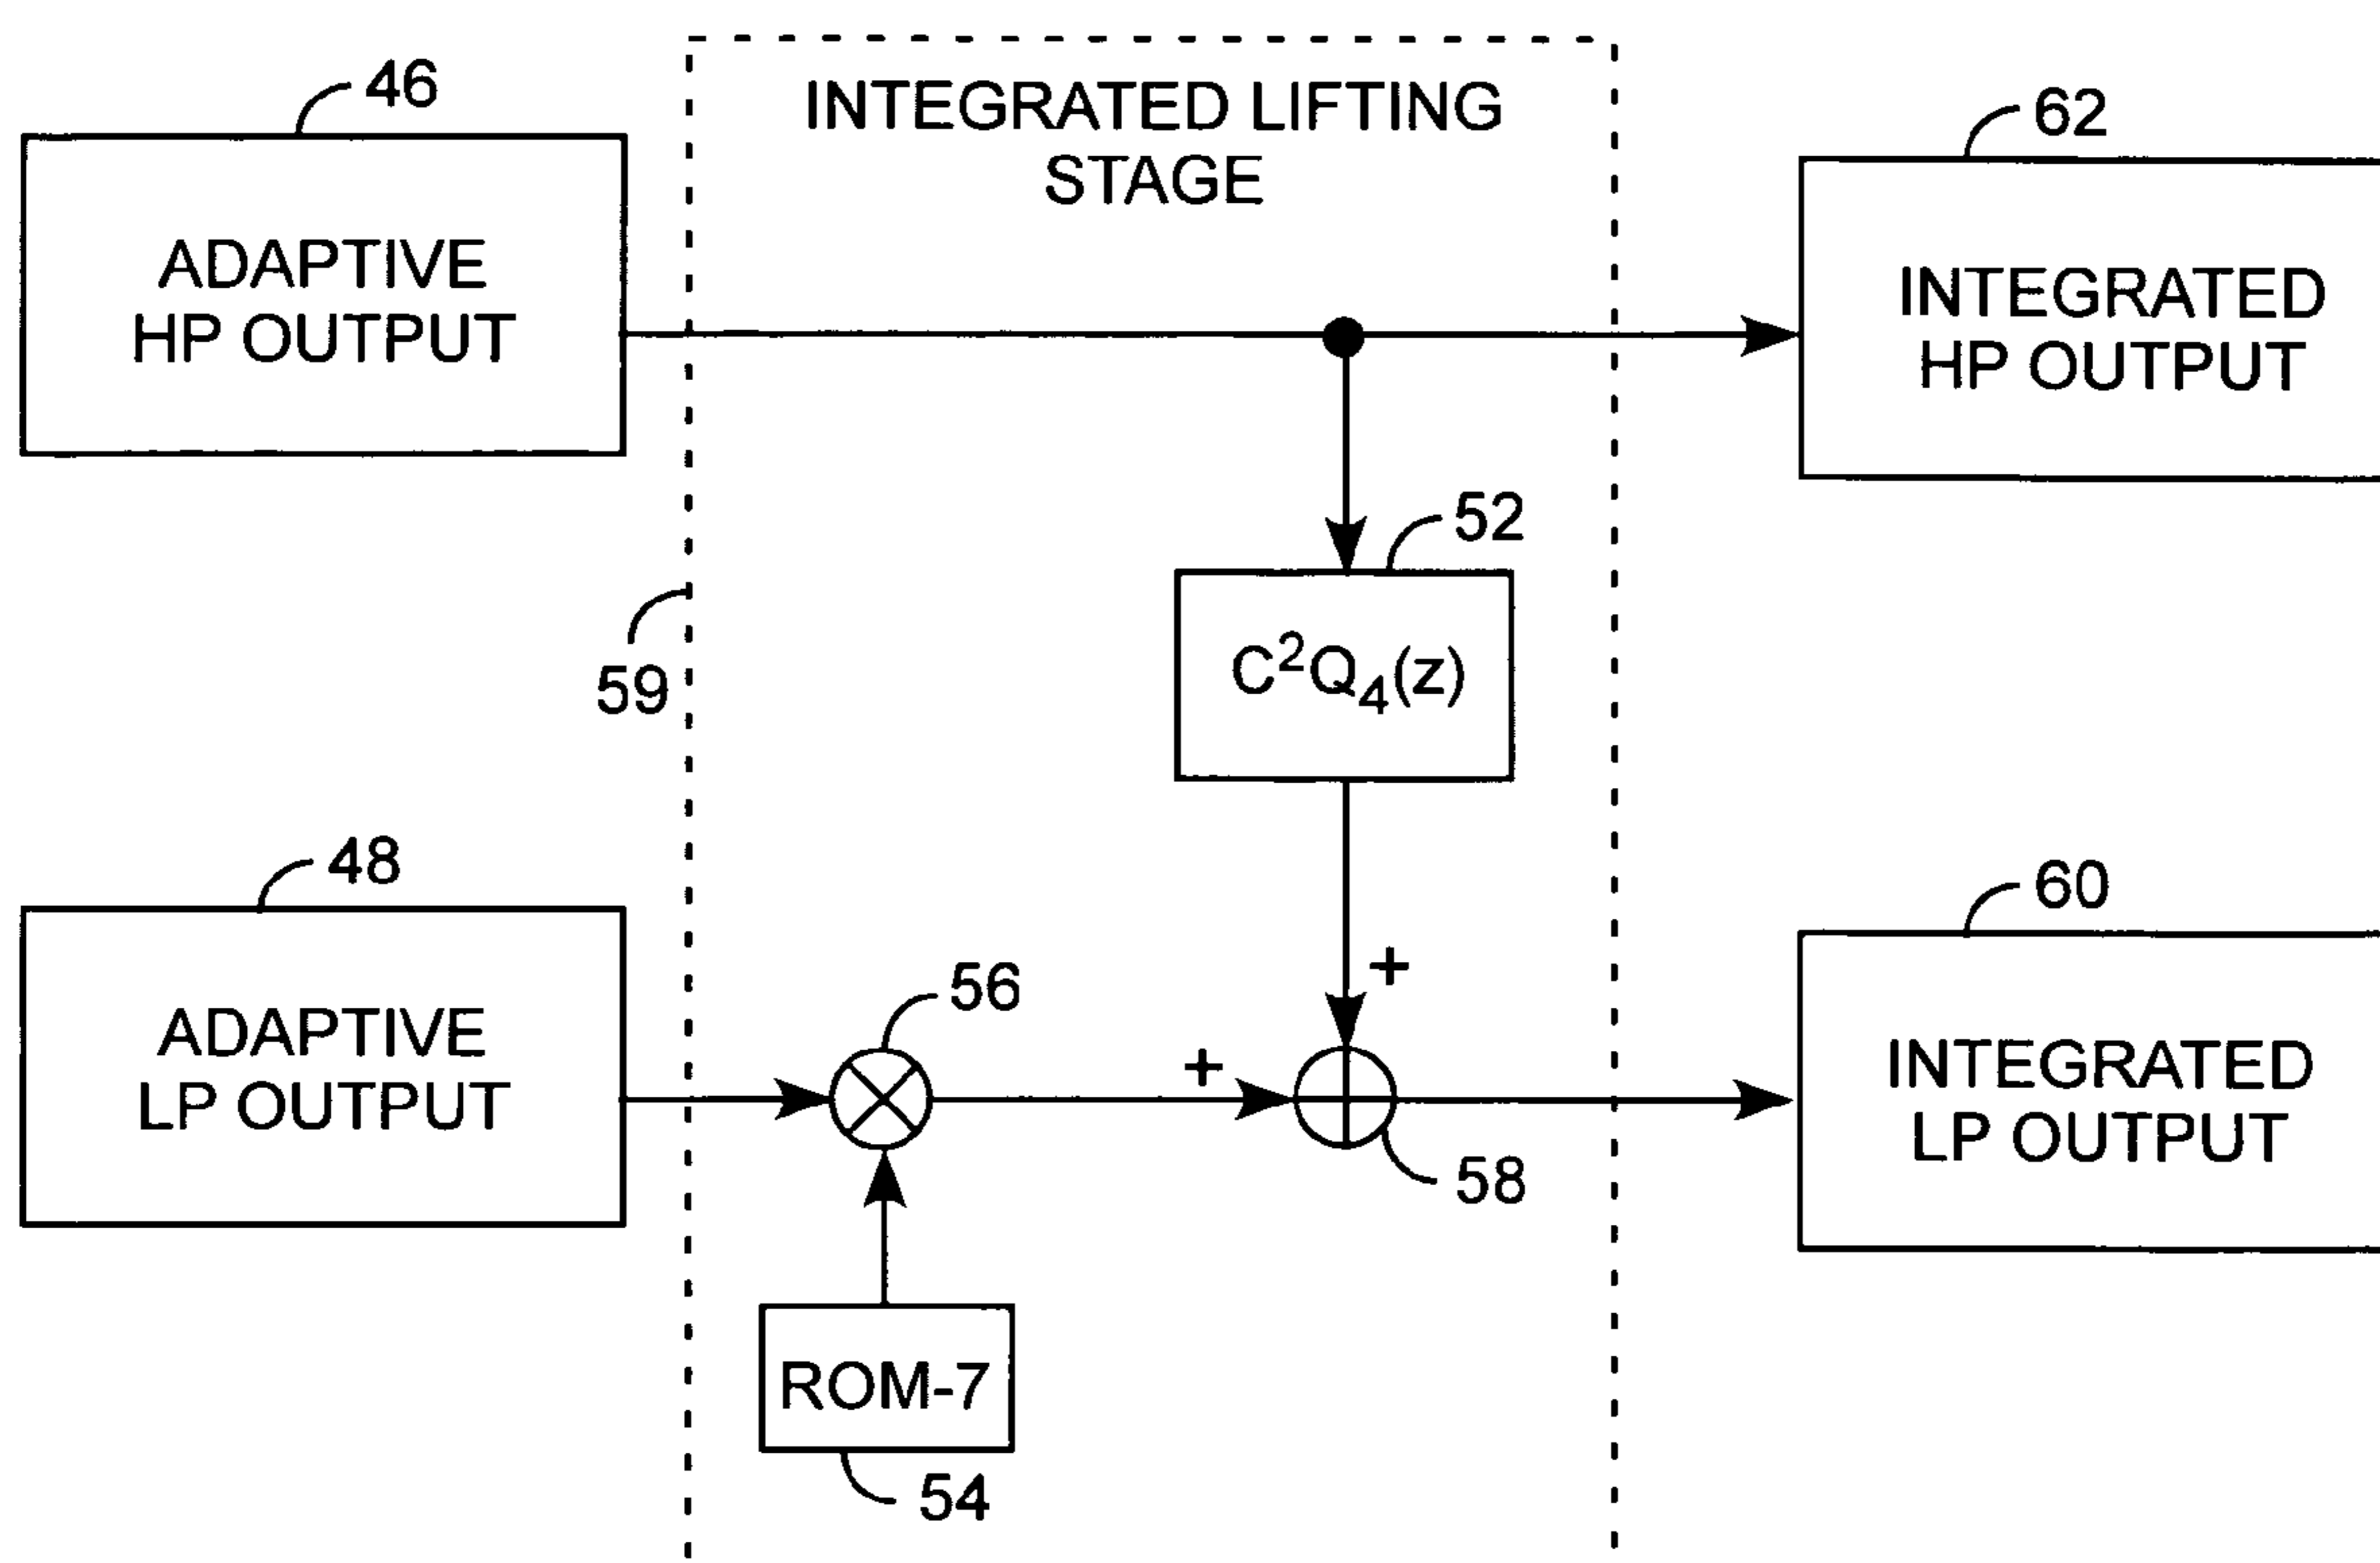 46
INTEGRATED LIFTING
STAGE
62
ADAPTIVE
HP OUTPUT
INTEGRATED
HP OUTPUT
52
C²Q₄(z)
59
48
56
+
60
ADAPTIVE
LP OUTPUT
+
INTEGRATED
LP OUTPUT
58
ROM-7
54